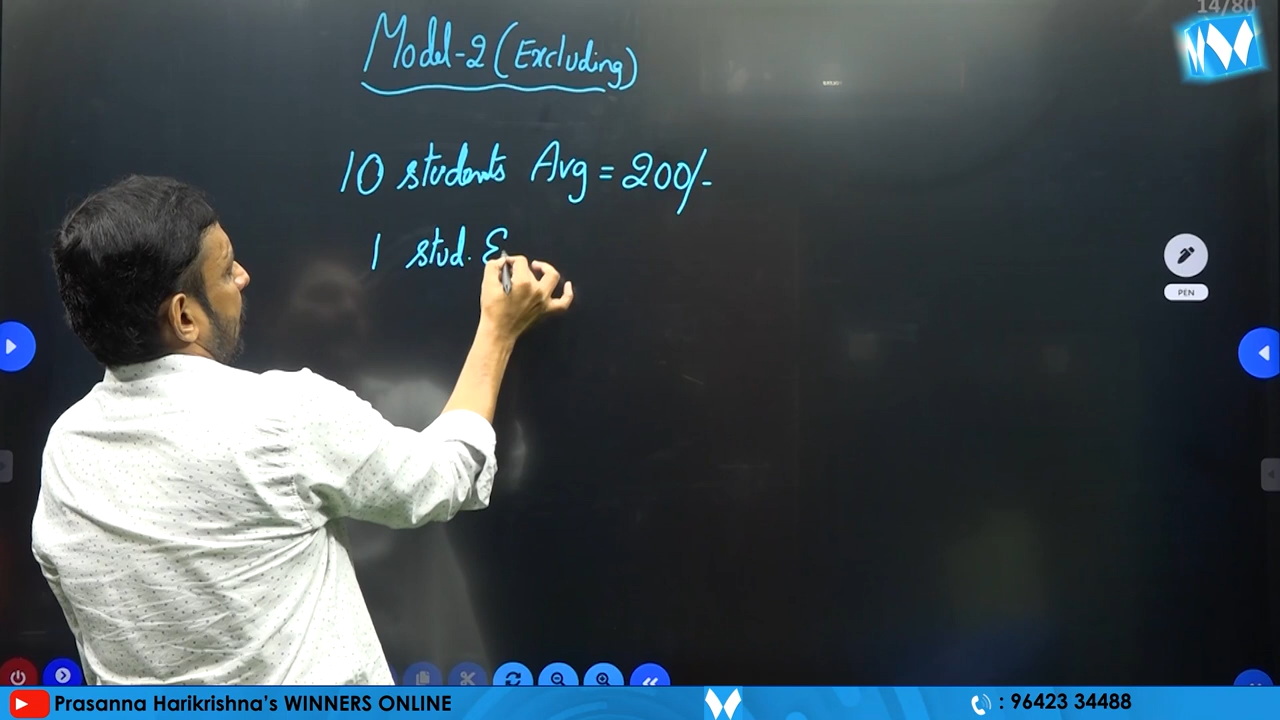 14/80
Model-2 (Excluding)
10 students Avg = 200/-
1 stud. E
PEN
Prasanna Harikrishna's WINNERS ONLINE
: 96423 34488